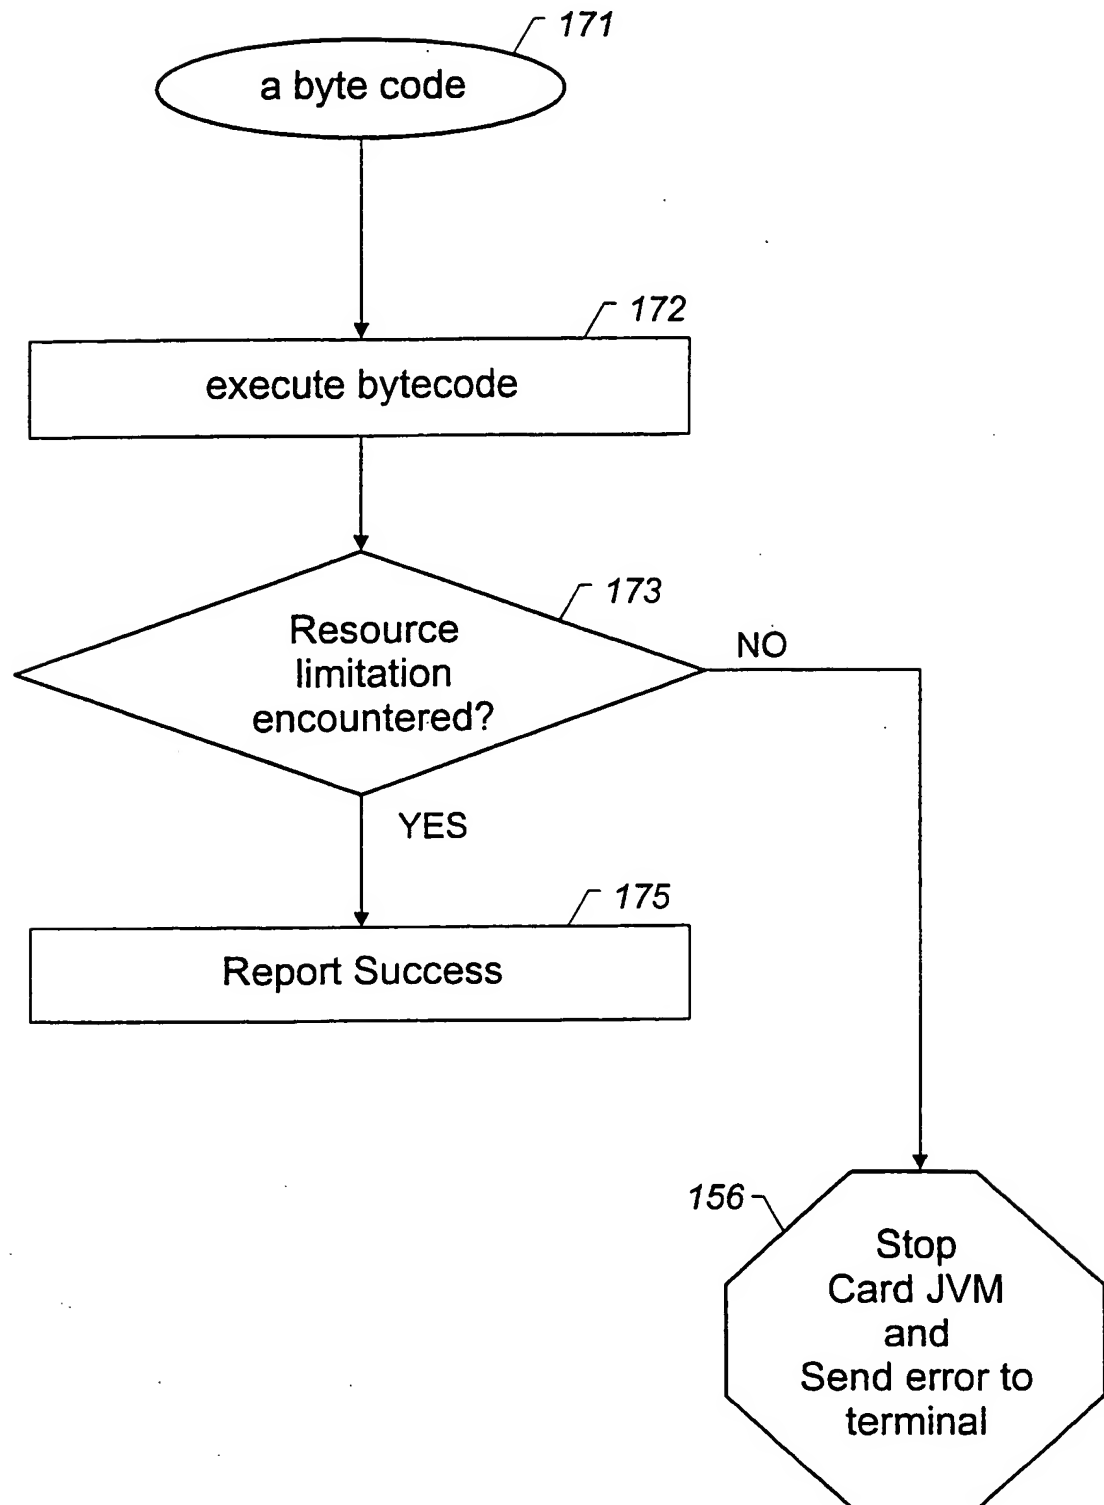 171
a byte code
172
execute bytecode
173
Resource
limitation
encountered?
NO
YES
175
Report Success
156
Stop
Card JVM
and
Send error to
terminal